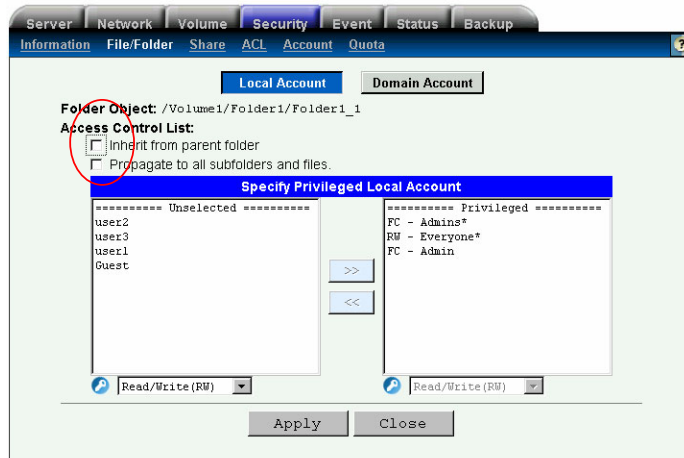 Server Network Volume Security Event Status Backup
Information File/Folder Share ACL Account Quota ?
Local Account Domain Account
Folder Object: /Volume1/Folder1/Folder1_1
Access Control List:
Inherit from parent folder
Propagate to all subfolders and files.
Specify Privileged Local Account
========== Unselected ========== ========== Privileged ==========
user2 FC - Admins*
user3 RW - Everyone*
user1 FC - Admin
Guest
>>
<<
Read/Write(RW) Read/Write(RW)
Apply Close